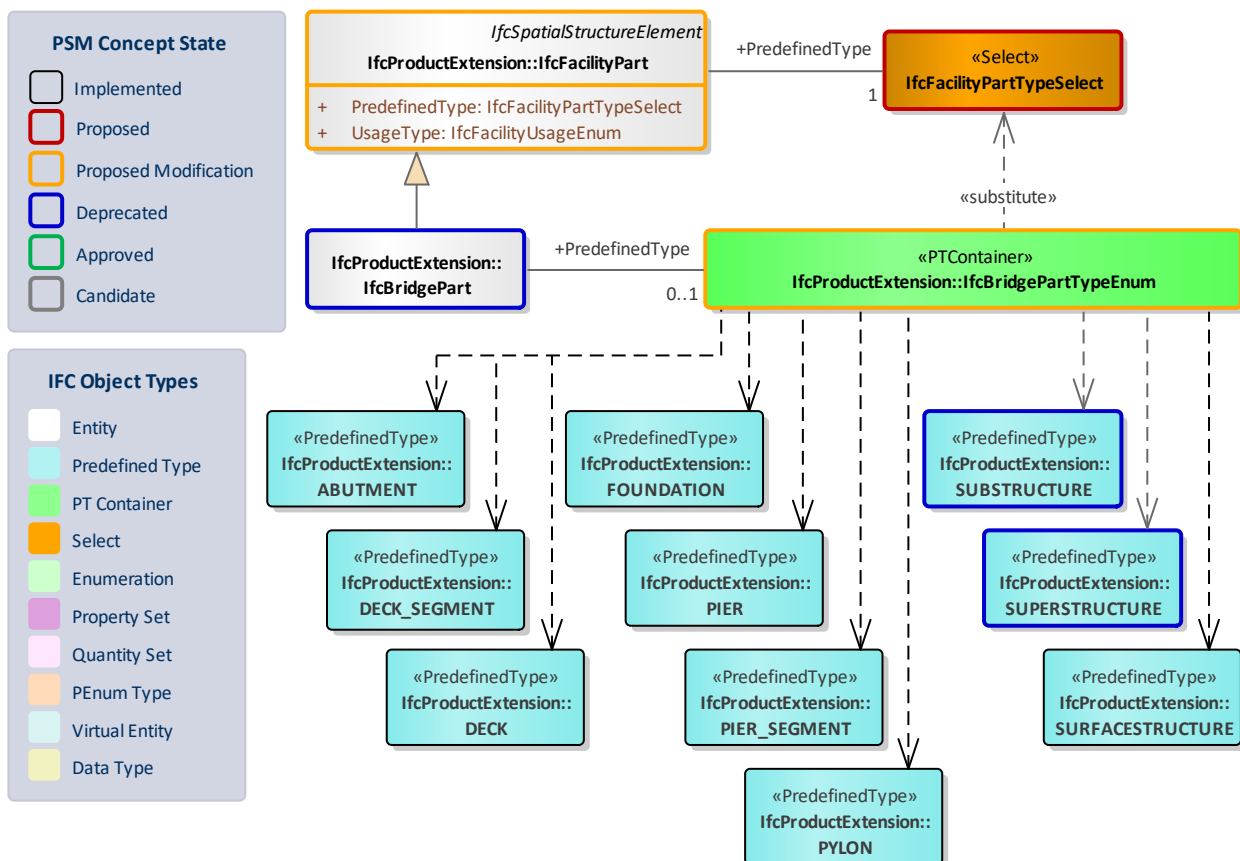 PSM Concept State
Implemented
Proposed
Proposed Modification
Deprecated
Approved
Candidate
IFC Object Types
Entity
Predefined Type
PT Container
Select
Enumeration
Property Set
Quantity Set
PEnum Type
Virtual Entity
Data Type
IfcSpatialStructureElement
IfcProductExtension::IfcFacilityPart
+ PredefinedType: IfcFacilityPartTypeSelect
+ UsageType: IfcFacilityUsageEnum
+PredefinedType
1
«Select»
IfcFacilityPartTypeSelect
«substitute»
IfcProductExtension::
IfcBridgePart
+PredefinedType
0..1
«PTContainer»
IfcProductExtension::IfcBridgePartTypeEnum
«PredefinedType»
IfcProductExtension::
ABUTMENT
«PredefinedType»
IfcProductExtension::
FOUNDATION
«PredefinedType»
IfcProductExtension::
SUBSTRUCTURE
«PredefinedType»
IfcProductExtension::
DECK_SEGMENT
«PredefinedType»
IfcProductExtension::
PIER
«PredefinedType»
IfcProductExtension::
SUPERSTRUCTURE
«PredefinedType»
IfcProductExtension::
DECK
«PredefinedType»
IfcProductExtension::
PIER_SEGMENT
«PredefinedType»
IfcProductExtension::
SURFACESTRUCTURE
«PredefinedType»
IfcProductExtension::
PYLON